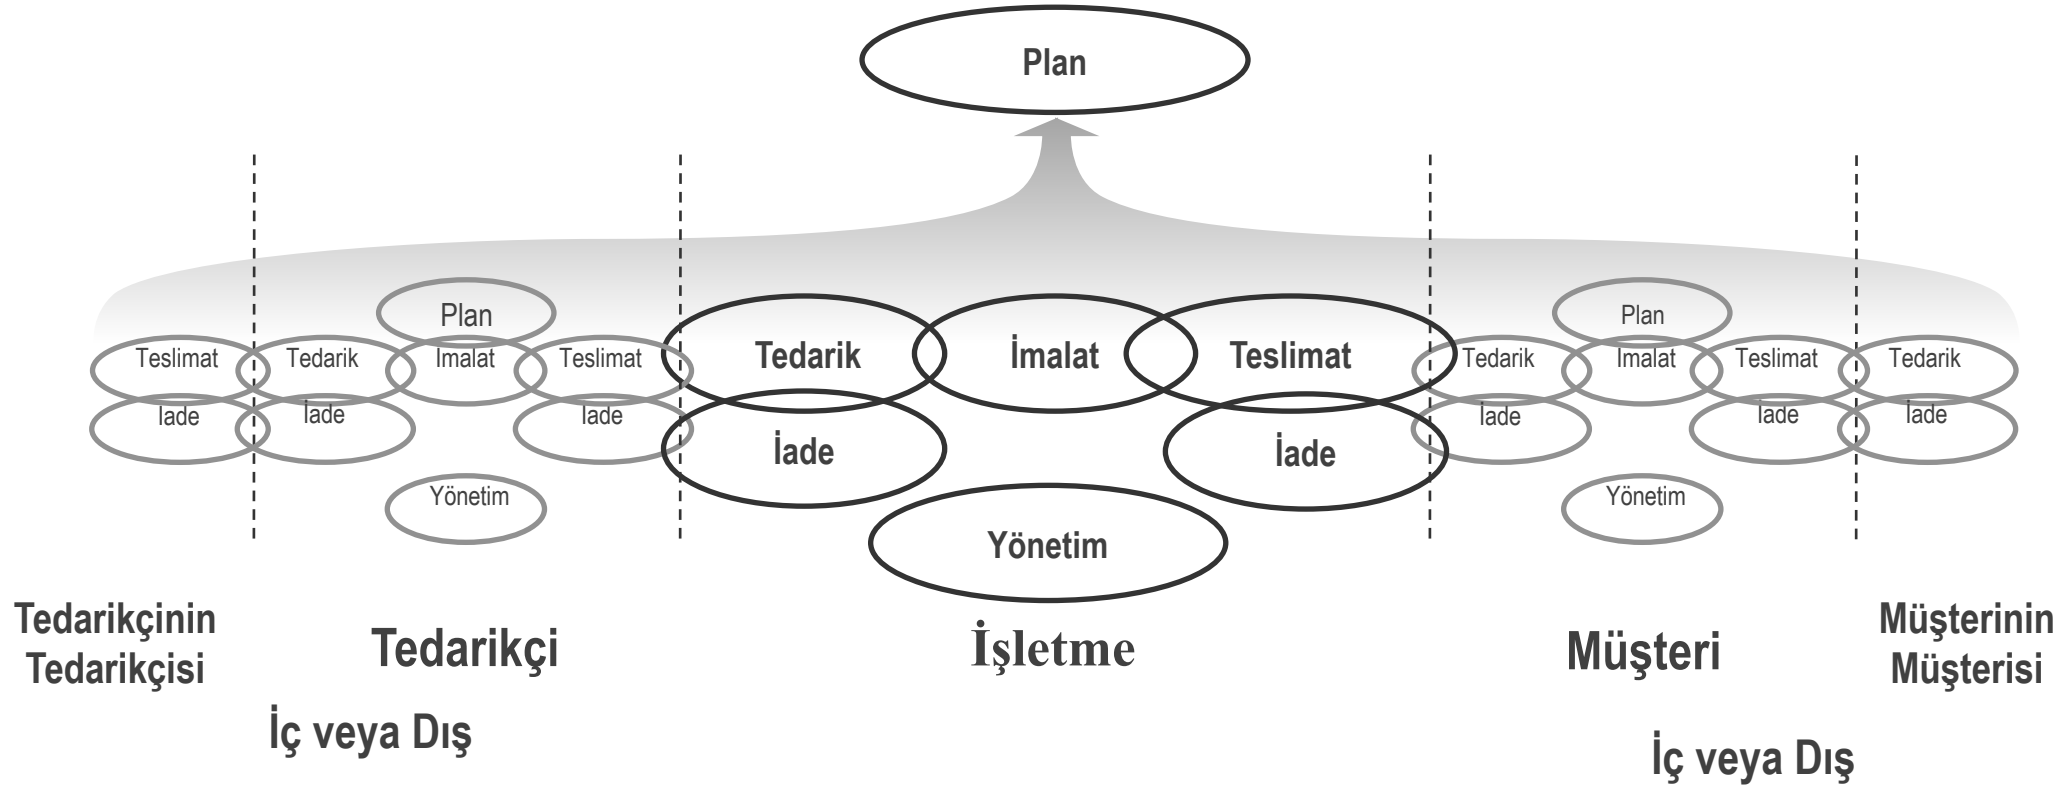 Plan
Plan
Plan
Teslimat
Tedarik
İmalat
Teslimat
Tedarik
İmalat
Teslimat
Tedarik
İmalat
Teslimat
Tedarik
İade
İade
İade
İade
İade
İade
İade
İade
Yönetim
Yönetim
Yönetim
Tedarikçinin
Tedarikçisi
Tedarikçi
İşletme
Müşteri
Müşterinin
Müşterisi
İç veya Dış
İç veya Dış